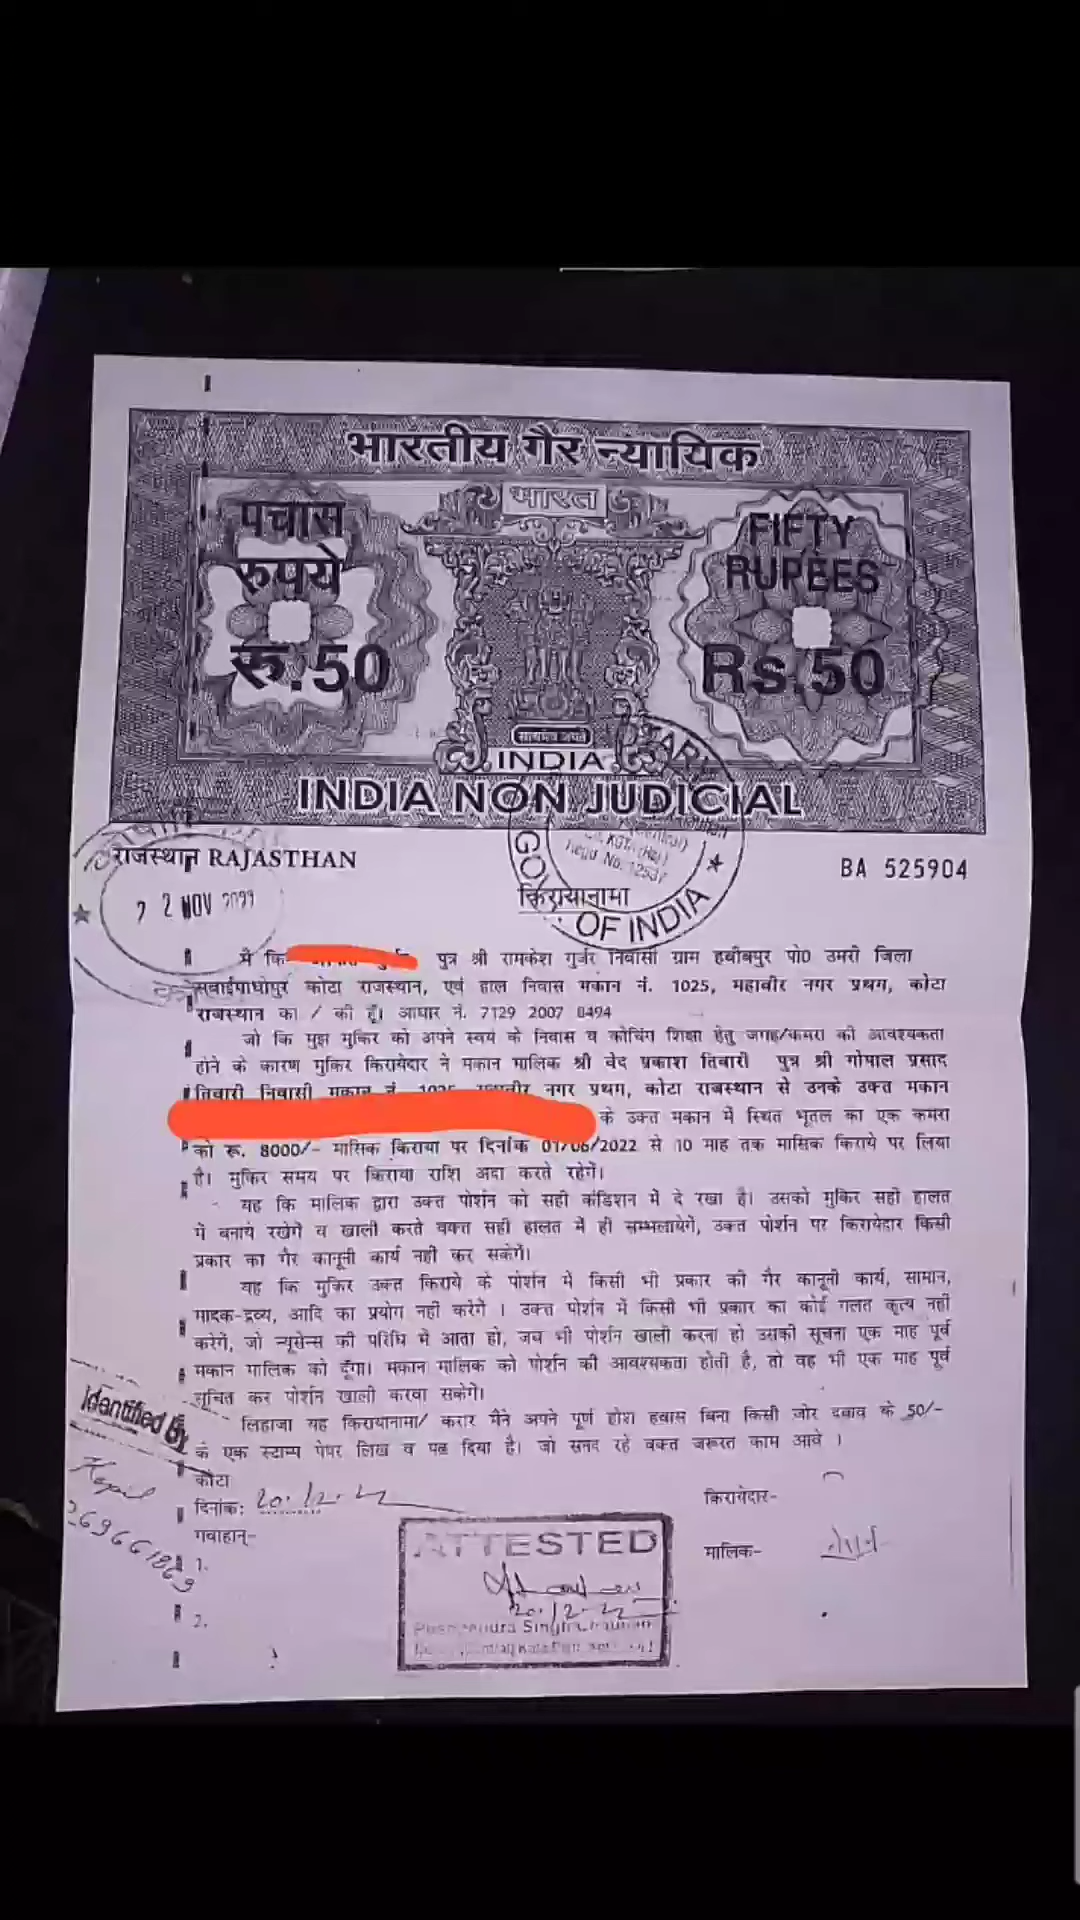 भारतीय गैर न्यायिक
भारत
पचास
रुपये
रु.50
FIFTY
RUPEES
Rs.50
सत्यमेव जयते
INDIA
INDIA NON JUDICIAL
राजस्थान RAJASTHAN
BA 525904
2 2 NOV
OF INDIA
किरायानामा
मैं कि पुत्र श्री रामकेश गुर्जर निवासी ग्राम हबीबपुर पो0 उमरी जिला
सवाईमाधोपुर कोटा राजस्थान, एवं हाल निवास मकान नं. 1025, महावीर नगर प्रथम, कोटा
राजस्थान का / की हूँ। आधार नं. 7129 2007 8494
जो कि मुझ मुकिर को अपने स्वयं के निवास व कोचिंग शिक्षा हेतु जगह/कमरा की आवश्यकता
होने के कारण मुकिर किरायेदार ने मकान मालिक श्री वेद प्रकाश तिवारी पुत्र श्री गोपाल प्रसाद
तिवारी निवासी मकान नं. नगर प्रथम, कोटा राजस्थान से उनके उक्त मकान
के उक्त मकान में स्थित भूतल का एक कमरा
को रू. 8000/- मासिक किराया पर दिनांक 01/06/2022 से 10 माह तक मासिक किराये पर लिया
है। मुकिर समय पर किराया राशि अदा करते रहेगें।
यह कि मालिक द्वारा उक्त पोर्शन को सही कंडिशन में दे रखा है। उसको मुकिर सही हालत
में बनाये रखेगें व खाली करते वक्त सही हालत में ही सम्भलायेगें, उक्त पोर्शन पर किरायेदार किसी
प्रकार का गैर कानूनी कार्य नही कर सकेगें।
यह कि मुकिर उक्त किराये के पोर्शन में किसी भी प्रकार की गैर कानूनी कार्य, सामान,
मादक-द्रव्य, आदि का प्रयोग नही करेगें । उक्त पोर्शन में किसी भी प्रकार का कोई गलत कृत्य नही
करेगें, जो न्यूसेन्स की परिधि में आता हो, जब भी पोर्शन खाली करना हो उसकी सूचना एक माह पूर्व
मकान मालिक को दूँगा। मकान मालिक को पोर्शन की आवश्यकता होती है, तो वह भी एक माह पूर्व
सूचित कर पोर्शन खाली करवा सकेगें।
लिहाजा यह किरायानामा/ करार मैंने अपने पूर्ण होश हवास बिना किसी जोर दबाव के 50/-
के एक स्टाम्प पेपर लिख व पढ दिया है। जो सनद रहे वक्त जरूरत काम आवे ।
Identified By
कोटा
दिनांक: 20.12.22
गवाहान्-
1.
2.
किरायेदार-
मालिक-
ATTESTED
20.12.22